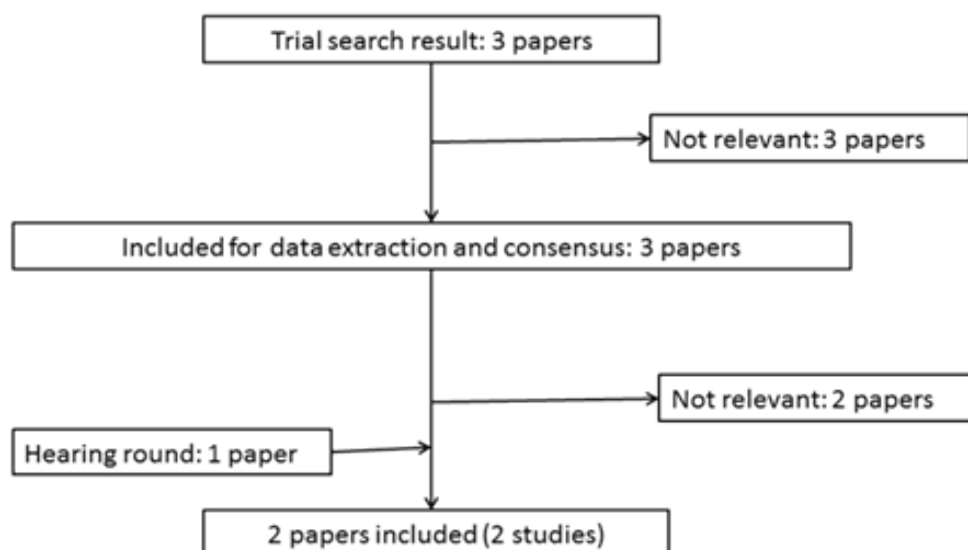 Trial search result: 3 papers
Not relevant: 3 papers
Included for data extraction and consensus: 3 papers
Not relevant: 2 papers
Hearing round: 1 paper
2 papers included (2 studies)